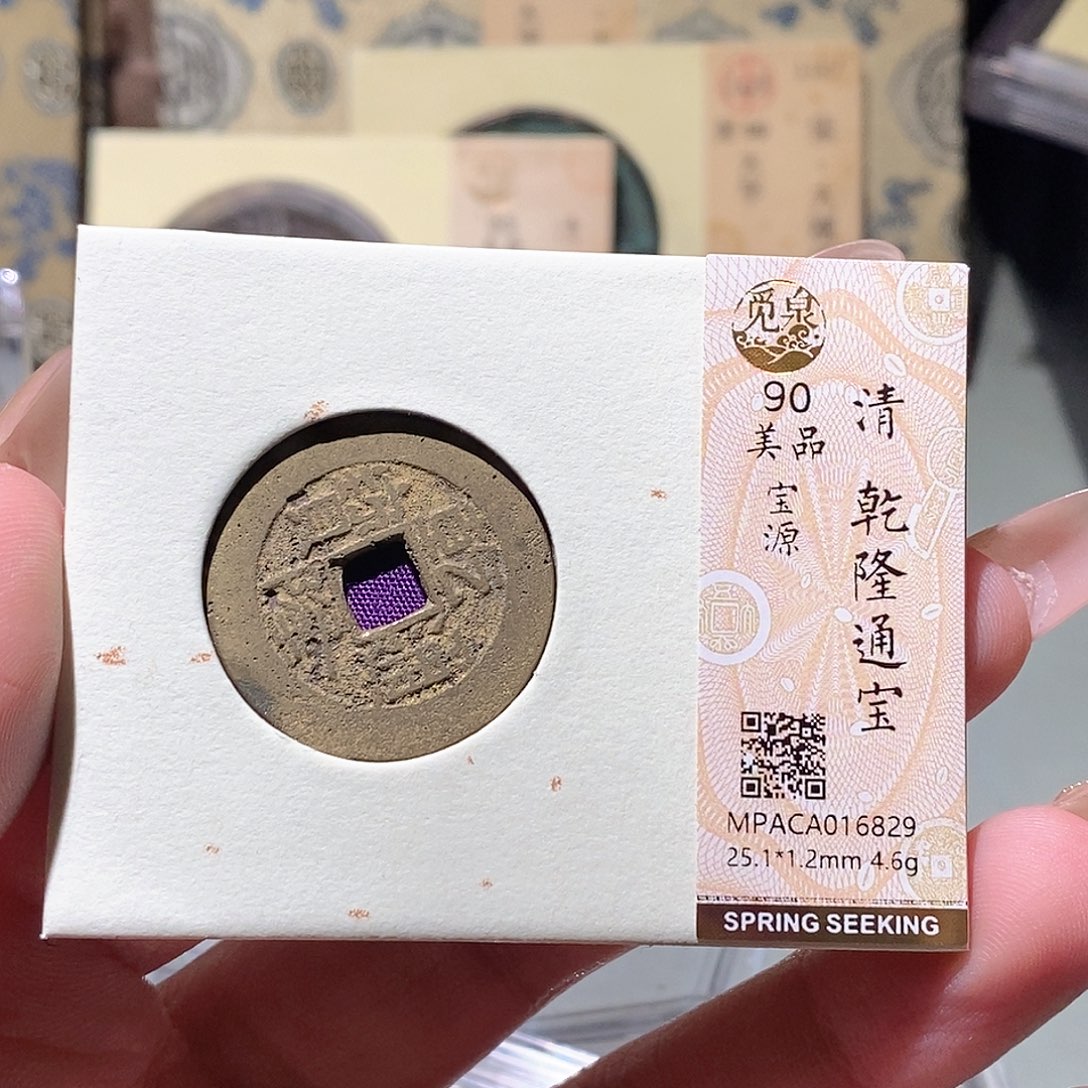 觅泉
90
美品
宝源
清 乾隆通宝
MPACA016829
25.1*1.2mm 4.6g
SPRING SEEKING